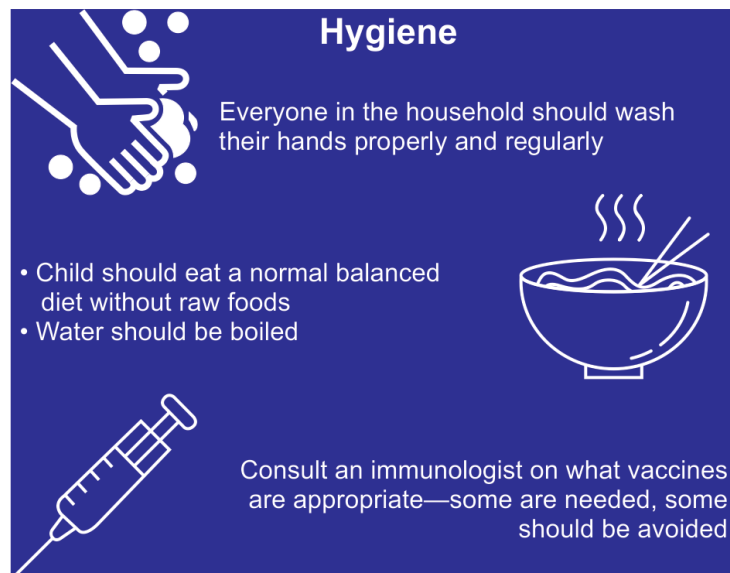 Hygiene
Everyone in the household should wash
their hands properly and regularly
• Child should eat a normal balanced
diet without raw foods
• Water should be boiled
Consult an immunologist on what vaccines
are appropriate—some are needed, some
should be avoided